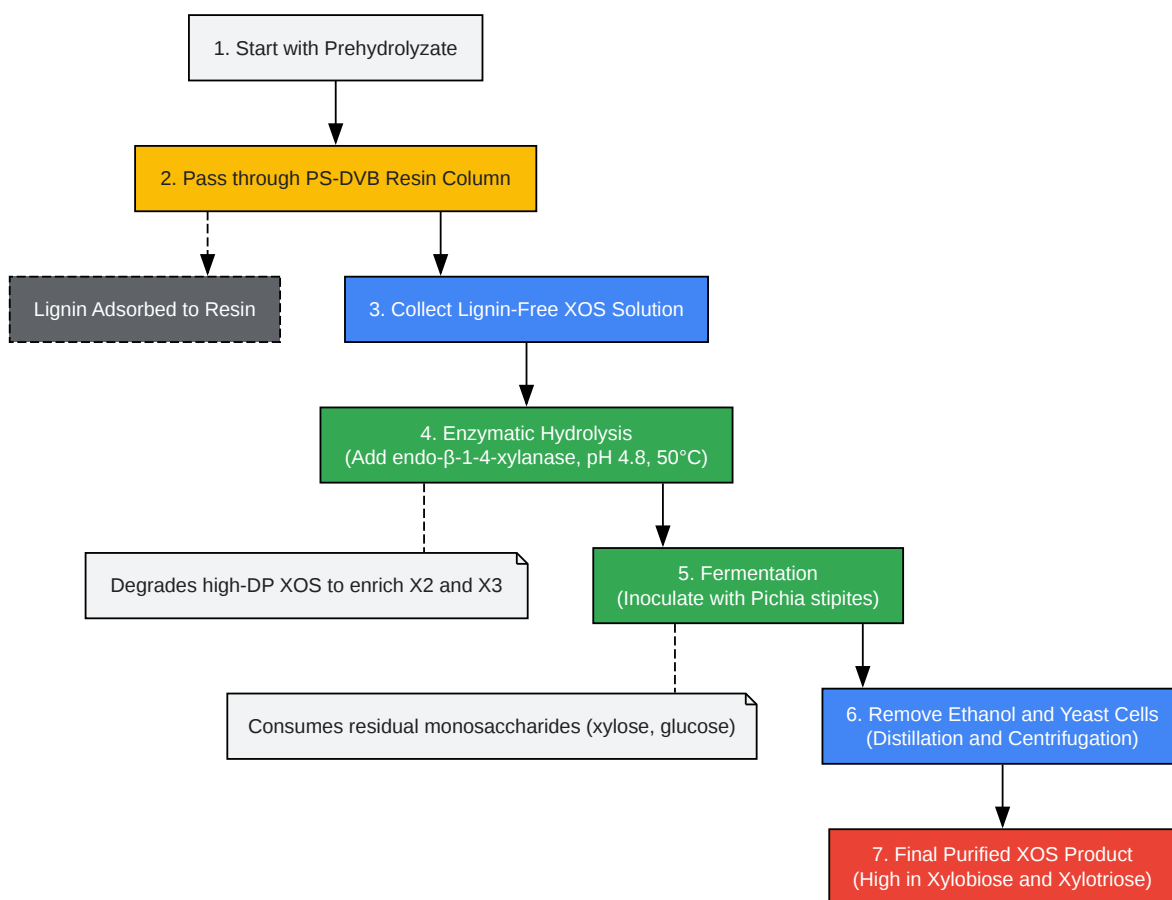 1. Start with Prehydrolyzate
2. Pass through PS-DVB Resin Column
Lignin Adsorbed to Resin
3. Collect Lignin-Free XOS Solution
4. Enzymatic Hydrolysis
(Add endo-β-1-4-xylanase, pH 4.8, 50°C)
Degrades high-DP XOS to enrich X2 and X3
5. Fermentation
(Inoculate with Pichia stipites)
Consumes residual monosaccharides (xylose, glucose)
6. Remove Ethanol and Yeast Cells
(Distillation and Centrifugation)
7. Final Purified XOS Product
(High in Xylobiose and Xylotriose)